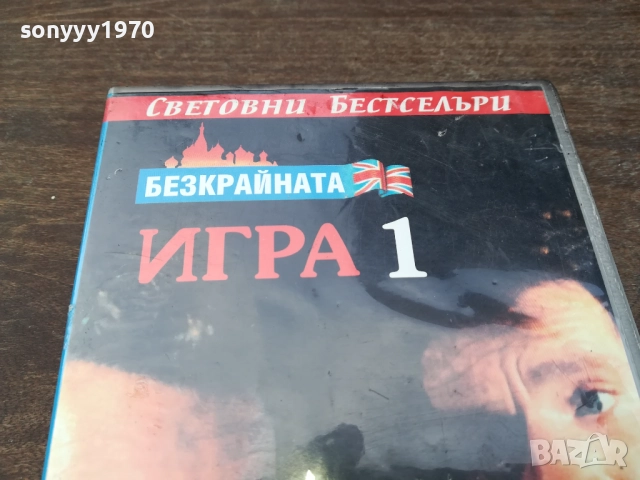 sonyyy1970
СВЕТОВНИ БЕСТСЕЛЪРИ
БЕЗКРАЙНАТА
ИГРА 1
BAZAR